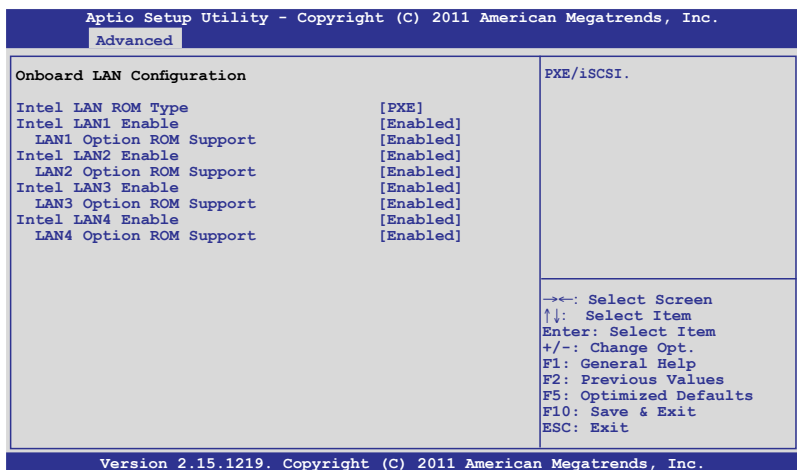 Aptio Setup Utility - Copyright (C) 2011 American Megatrends, Inc.
Advanced
Onboard LAN Configuration
Intel LAN ROM Type [PXE]
Intel LAN1 Enable [Enabled]
LAN1 Option ROM Support [Enabled]
Intel LAN2 Enable [Enabled]
LAN2 Option ROM Support [Enabled]
Intel LAN3 Enable [Enabled]
LAN3 Option ROM Support [Enabled]
Intel LAN4 Enable [Enabled]
LAN4 Option ROM Support [Enabled]
PXE/iSCSI.
→←: Select Screen
↑↓: Select Item
Enter: Select Item
+/-: Change Opt.
F1: General Help
F2: Previous Values
F5: Optimized Defaults
F10: Save & Exit
ESC: Exit
Version 2.15.1219. Copyright (C) 2011 American Megatrends, Inc.